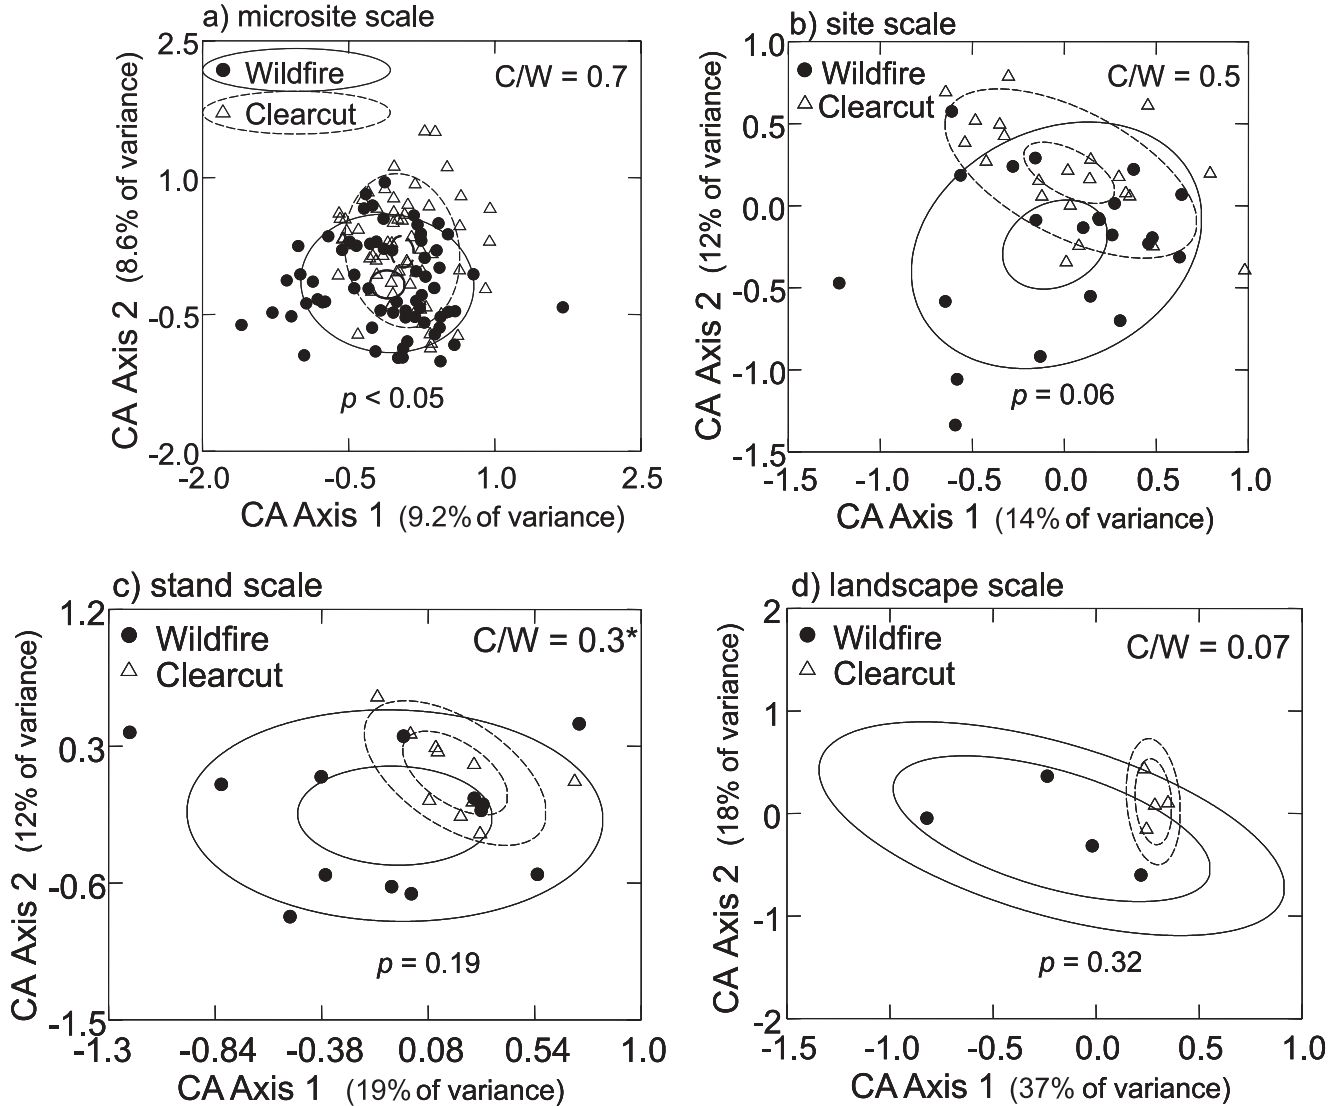 a) microsite scale
2.5
1.0
-0.5
-2.0
CA Axis 2 (8.6% of variance)
Wildfire
Clearcut
C/W = 0.7
p < 0.05
-2.0 -0.5 1.0 2.5
CA Axis 1 (9.2% of variance)
b) site scale
1.0
0.5
0.0
-0.5
-1.0
-1.5
CA Axis 2 (12% of variance)
Wildfire
Clearcut
C/W = 0.5
p = 0.06
-1.5 -1.0 -0.5 0.0 0.5 1.0
CA Axis 1 (14% of variance)
c) stand scale
1.2
0.3
-0.6
-1.5
CA Axis 2 (12% of variance)
Wildfire
Clearcut
C/W = 0.3*
p = 0.19
-1.3 -0.84 -0.38 0.08 0.54 1.0
CA Axis 1 (19% of variance)
d) landscape scale
2
1
0
-1
-2
CA Axis 2 (18% of variance)
Wildfire
Clearcut
C/W = 0.07
p = 0.32
-1.5 -1.0 -0.5 0.0 0.5 1.0
CA Axis 1 (37% of variance)